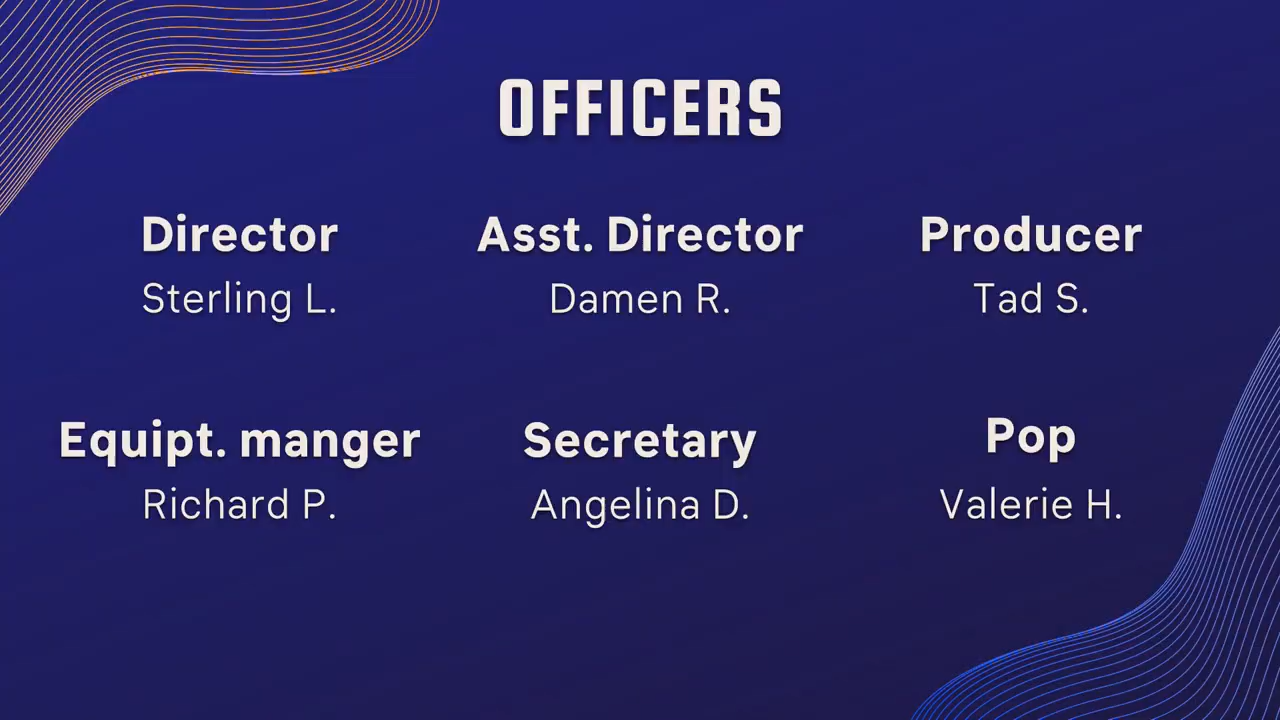 OFFICERS
Director
Sterling L.
Asst. Director
Damen R.
Producer
Tad S.
Equipt. manger
Richard P.
Secretary
Angelina D.
Pop
Valerie H.